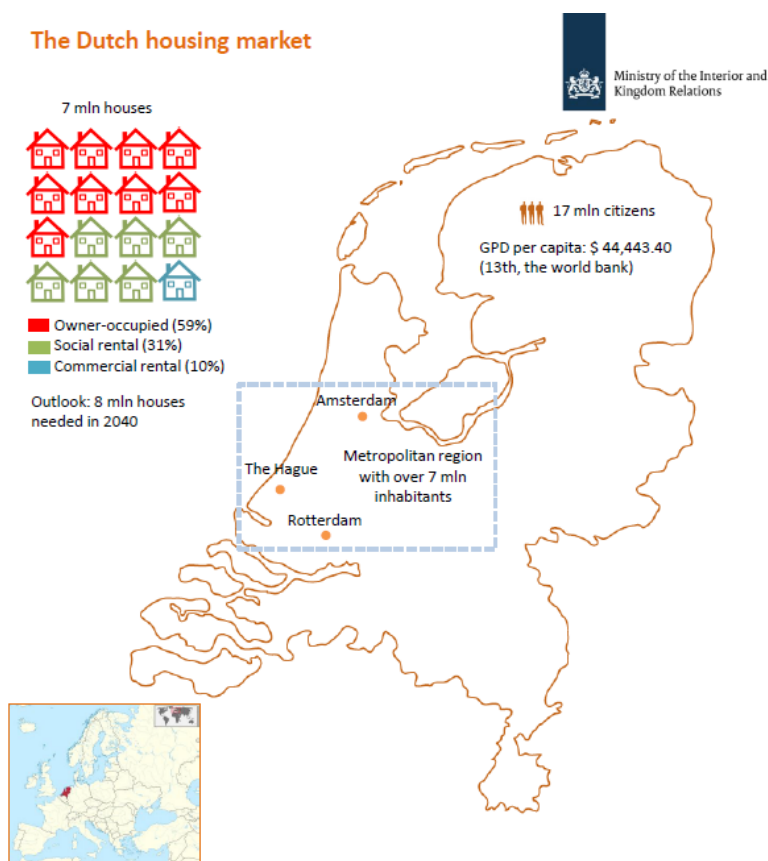 The Dutch housing market
Ministry of the Interior and
Kingdom Relations
7 mln houses
17 mln citizens
GPD per capita: $ 44,443.40
(13th, the world bank)
Owner-occupied (59%)
Social rental (31%)
Commercial rental (10%)
Outlook: 8 mln houses
needed in 2040
Amsterdam
Metropolitan region
with over 7 mln
inhabitants
The Hague
Rotterdam